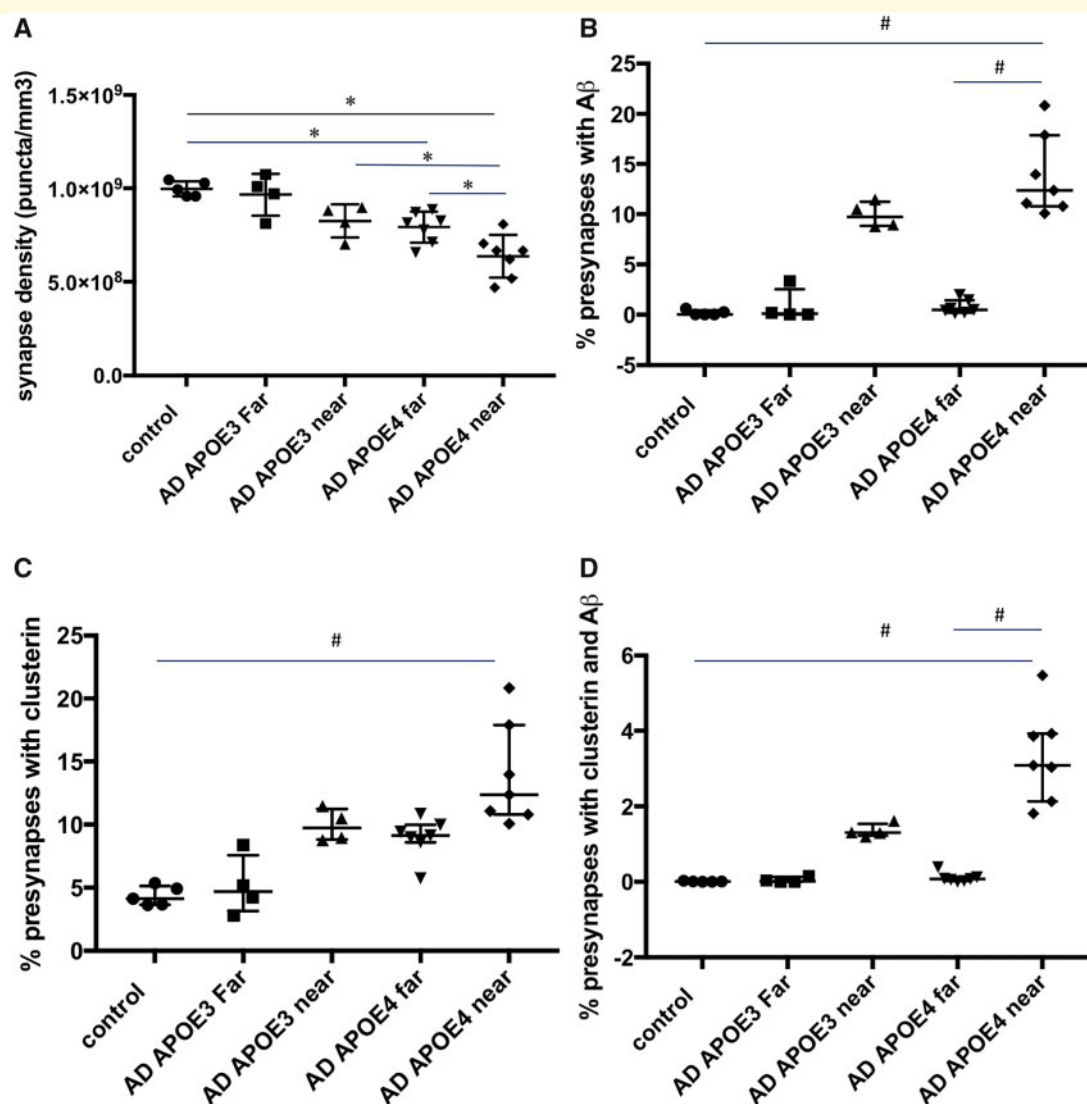 A
synapse density (puncta/mm3)
1.5×10⁹
1.0×10⁹
5.0×10⁸
0.0
*
*
*
*
control
AD APOE3 Far
AD APOE3 near
AD APOE4 far
AD APOE4 near
B
% presynapses with Aβ
25
20
15
10
5
0
-5
#
#
control
AD APOE3 Far
AD APOE3 near
AD APOE4 far
AD APOE4 near
C
% presynapses with clusterin
25
20
15
10
5
0
#
control
AD APOE3 Far
AD APOE3 near
AD APOE4 far
AD APOE4 near
D
% presynapses with clusterin and Aβ
6
4
2
0
-2
#
#
control
AD APOE3 Far
AD APOE3 near
AD APOE4 far
AD APOE4 near